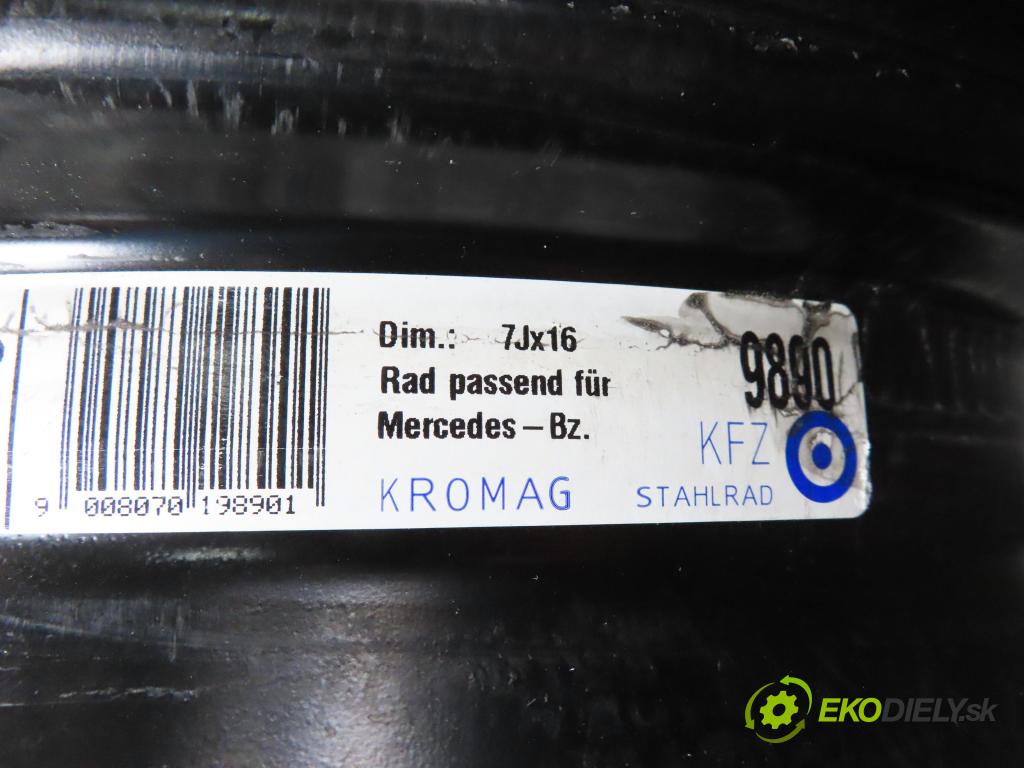 Dim.: 7Jx16
9890
Rad passend für
Mercedes – Bz.
KFZ
KROMAG
STAHLRAD
9 008070 198901
EKODIELY.sk